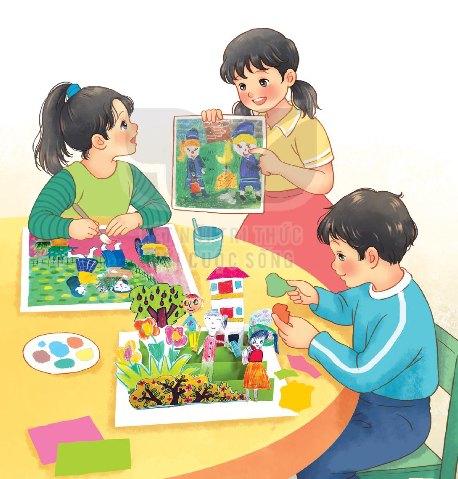 KẾT NỐI TRI THỨC
VỚI CUỘC SỐNG